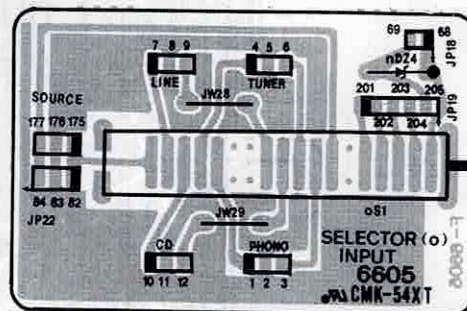 69 68
JP18
7 8 9
LINE
4 5 6
TUNER
nDZ4
201 203 205
202 204
JP19
JW28
SOURCE
177 176 175
84 83 82
JP22
JW29
oS1
CD
10 11 12
PHONO
1 2 3
SELECTOR (o)
INPUT
6605
CMK-54XT